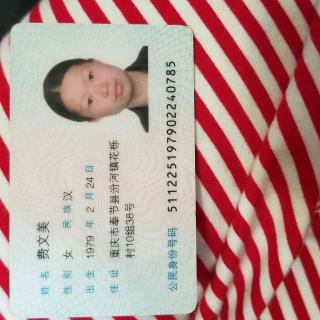 姓名 费文美
性别 女 民族 汉
出生 1979 年 2 月 24 日
住址 重庆市奉节县汾河镇花栎
村10组38号
公民身份号码 511225197902240785